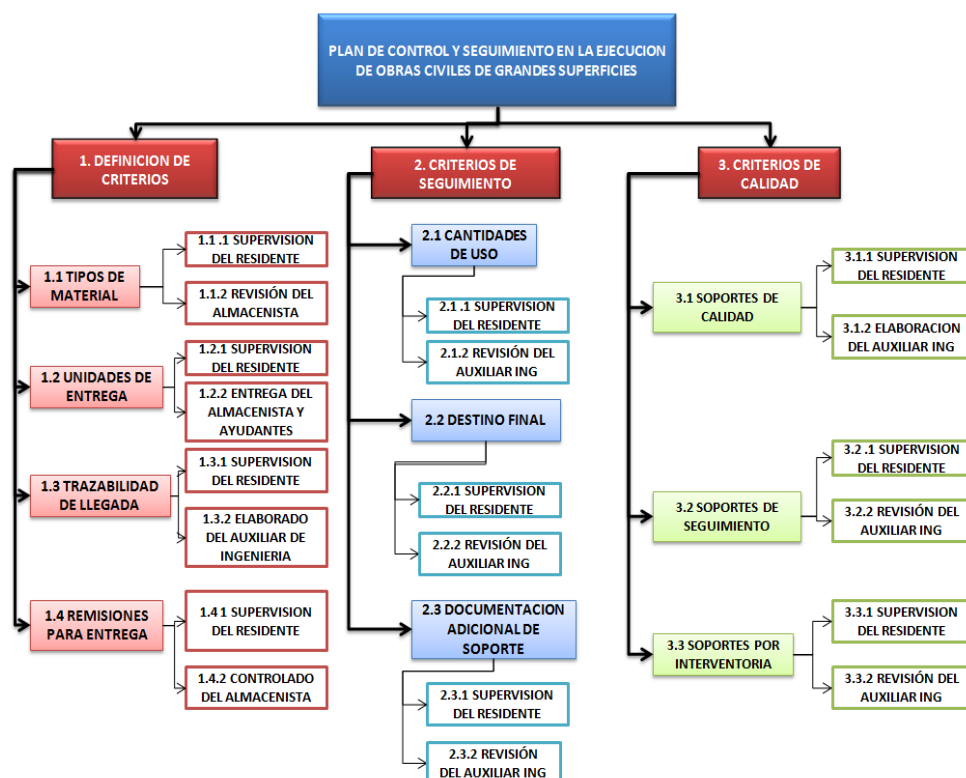 PLAN DE CONTROL Y SEGUIMIENTO EN LA EJECUCION
DE OBRAS CIVILES DE GRANDES SUPERFICIES
1. DEFINICION DE
CRITERIOS
1.1 TIPOS DE
MATERIAL
1.1 .1 SUPERVISION
DEL RESIDENTE
1.1.2 REVISIÓN DEL
ALMACENISTA
1.2 UNIDADES DE
ENTREGA
1.2.1 SUPERVISION
DEL RESIDENTE
1.2.2 ENTREGA DEL
ALMACENISTA Y
AYUDANTES
1.3 TRAZABILIDAD
DE LLEGADA
1.3.1 SUPERVISION
DEL RESIDENTE
1.3.2 ELABORADO
DEL AUXILIAR DE
INGENIERIA
1.4 REMISIONES
PARA ENTREGA
1.4 1 SUPERVISION
DEL RESIDENTE
1.4.2 CONTROLADO
DEL ALMACENISTA
2. CRITERIOS DE
SEGUIMIENTO
2.1 CANTIDADES
DE USO
2.1 .1 SUPERVISION
DEL RESIDENTE
2.1.2 REVISIÓN DEL
AUXILIAR ING
2.2 DESTINO FINAL
2.2.1 SUPERVISION
DEL RESIDENTE
2.2.2 REVISIÓN DEL
AUXILIAR ING
2.3 DOCUMENTACION
ADICIONAL DE
SOPORTE
2.3.1 SUPERVISION
DEL RESIDENTE
2.3.2 REVISIÓN
DEL AUXILIAR ING
3. CRITERIOS DE
CALIDAD
3.1 SOPORTES DE
CALIDAD
3.1.1 SUPERVISION
DEL RESIDENTE
3.1.2 ELABORACION
DEL AUXILIAR ING
3.2 SOPORTES DE
SEGUIMIENTO
3.2 .1 SUPERVISION
DEL RESIDENTE
3.2.2 REVISIÓN DEL
AUXILIAR ING
3.3 SOPORTES POR
INTERVENTORIA
3.3.1 SUPERVISION
DEL RESIDENTE
3.3.2 REVISIÓN DEL
AUXILIAR ING